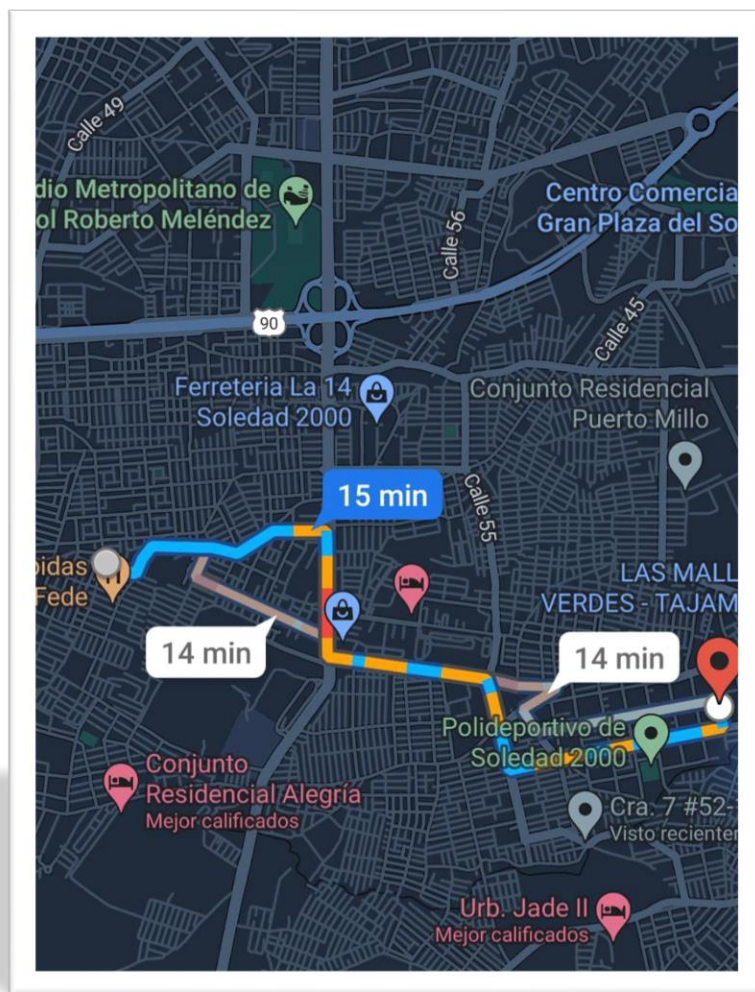 Calle 49
dio Metropolitano de
ol Roberto Meléndez
Calle 56
Centro Comercia
Gran Plaza del So
90
Calle 45
Ferreteria La 14
Soledad 2000
Conjunto Residencial
Puerto Millo
15 min
Calle 55
bidas
Fede
LAS MALL
VERDES - TAJAM
14 min
14 min
Polideportivo de
Soledad 2000
Conjunto
Residencial Alegría
Mejor calificados
Cra. 7 #52-
Visto reciente
Urb. Jade II
Mejor calificados